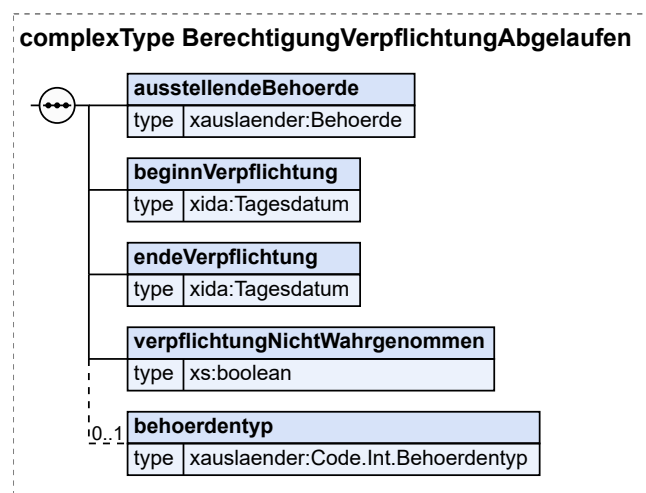 complexType BerechtigungVerpflichtungAbgelaufen
ausstellendeBehoerde
type xauslaender:Behoerde
beginnVerpflichtung
type xida:Tagesdatum
endeVerpflichtung
type xida:Tagesdatum
verpflichtungNichtWahrgenommen
type xs:boolean
0..1 behoerdentyp
type xauslaender:Code.Int.Behoerdentyp